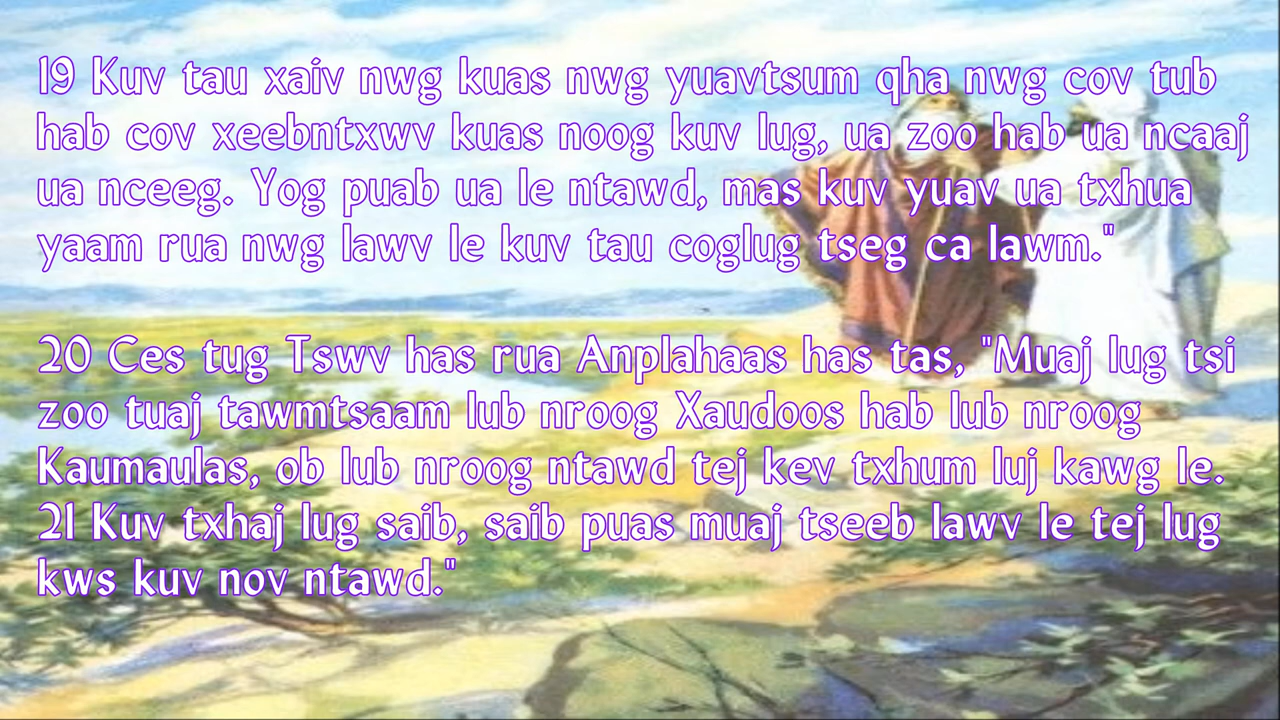 19 Kuv tau xaiv nwg kuas nwg yuavtsum qha nwg cov tub
hab cov xeebntxwv kuas noog kuv lug, ua zoo hab ua ncaaj
ua nceeg. Yog puab ua le ntawd, mas kuv yuav ua txhua
yaam rua nwg lawv le kuv tau coglug tseg ca lawm."
20 Ces tug Tswv has rua Anplahaas has tas, "Muaj lug tsi
zoo tuaj tawmtsaam lub nroog Xaudoos hab lub nroog
Kaumaulas, ob lub nroog ntawd tej kev txhum luj kawg le.
21 Kuv txhaj lug saib, saib puas muaj tseeb lawv le tej lug
kws kuv nov ntawd."